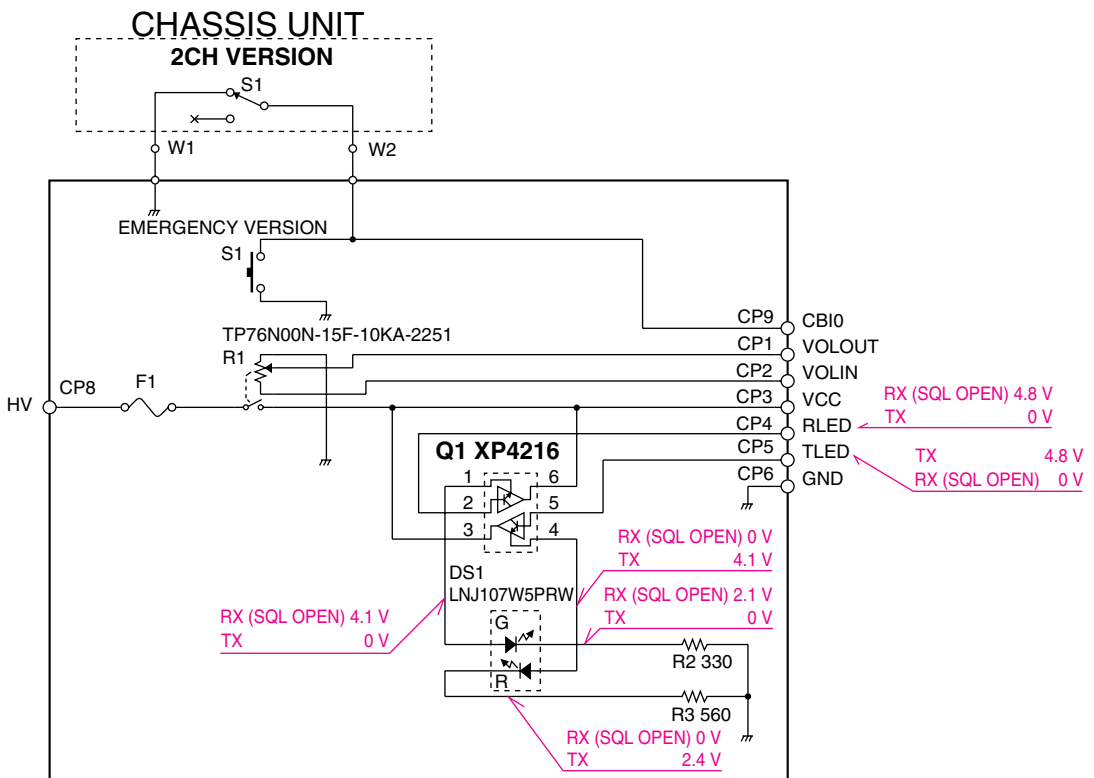 CHASSIS UNIT
2CH VERSION
S1
W1
W2
EMERGENCY VERSION
S1
TP76N00N-15F-10KA-2251
R1
CP8
F1
HV
CP9 CBI0
CP1 VOLOUT
CP2 VOLIN
CP3 VCC
CP4 RLED
CP5 TLED
CP6 GND
RX (SQL OPEN) 4.8 V
TX 0 V
TX 4.8 V
RX (SQL OPEN) 0 V
Q1 XP4216
1 6
2 5
3 4
RX (SQL OPEN) 0 V
TX 4.1 V
DS1
LNJ107W5PRW
RX (SQL OPEN) 2.1 V
TX 0 V
RX (SQL OPEN) 4.1 V
TX 0 V
G
R
R2 330
R3 560
RX (SQL OPEN) 0 V
TX 2.4 V